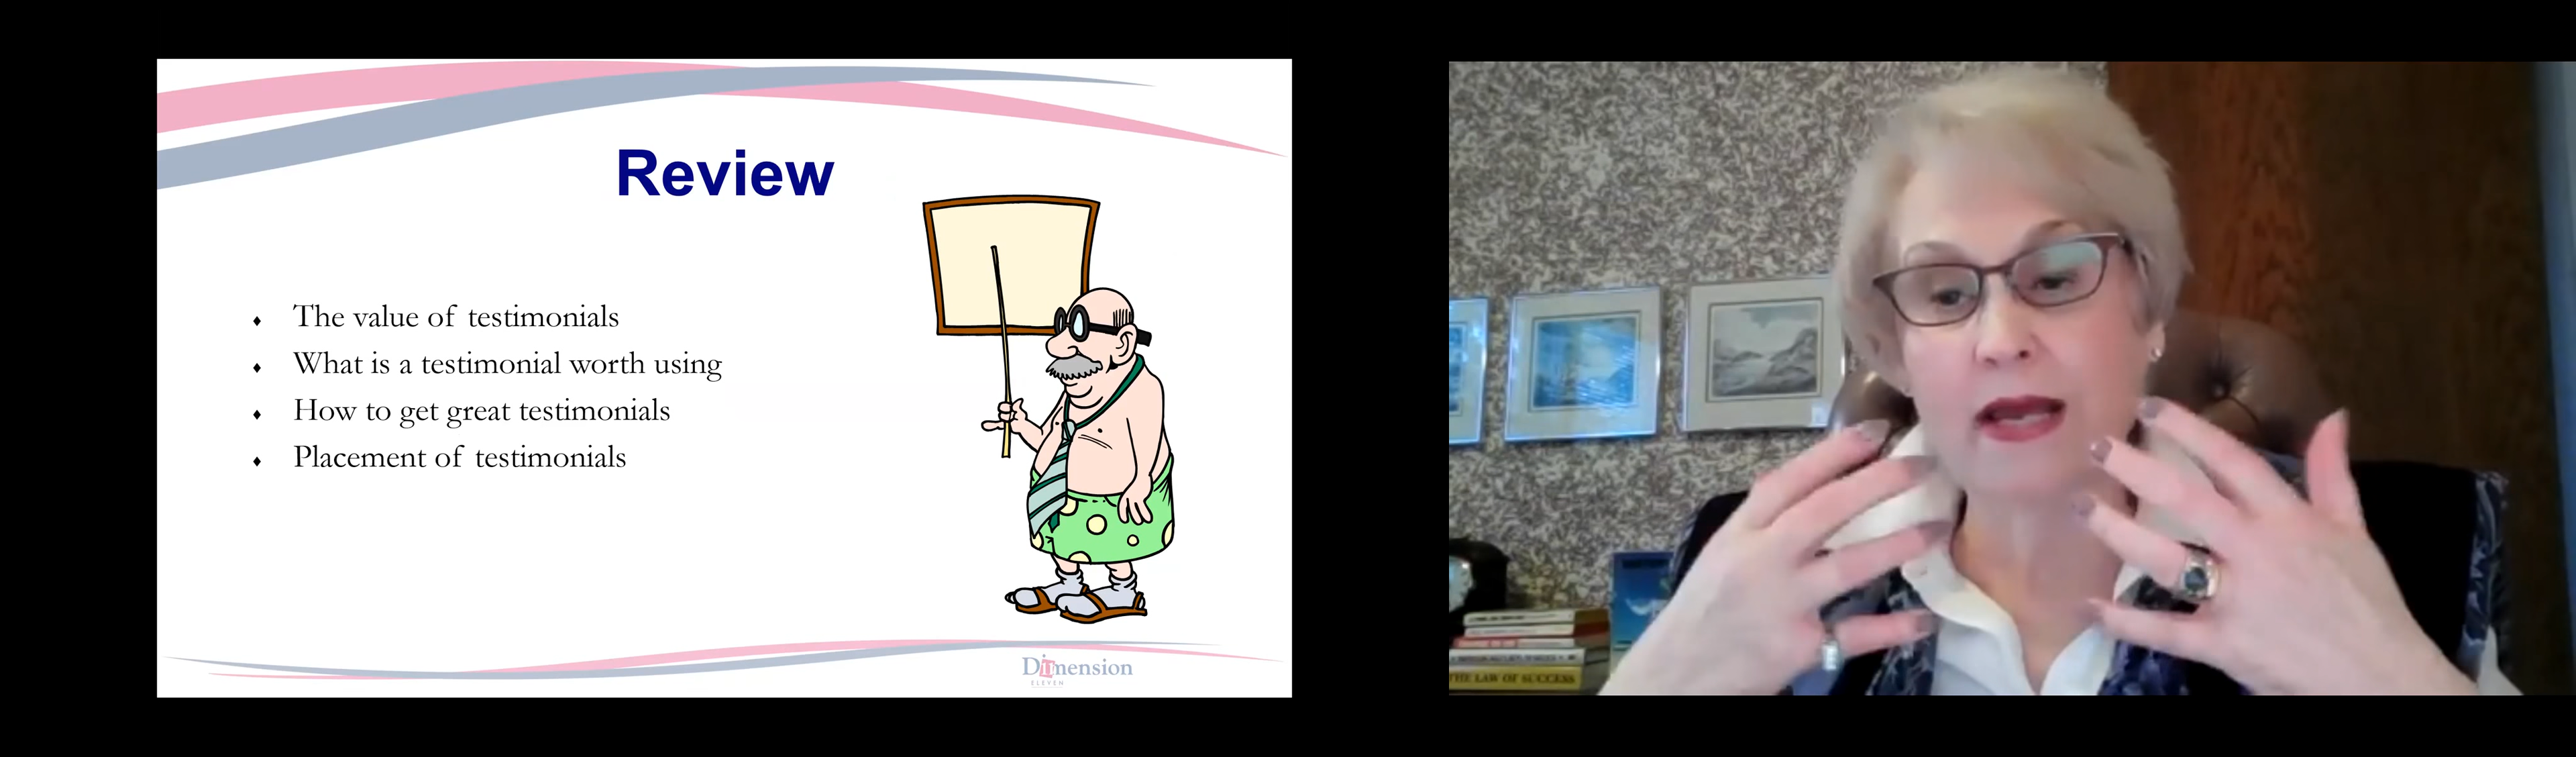 Review
The value of testimonials
What is a testimonial worth using
How to get great testimonials
Placement of testimonials
Dimension
ELEVEN
THE LAW OF SUCCESS